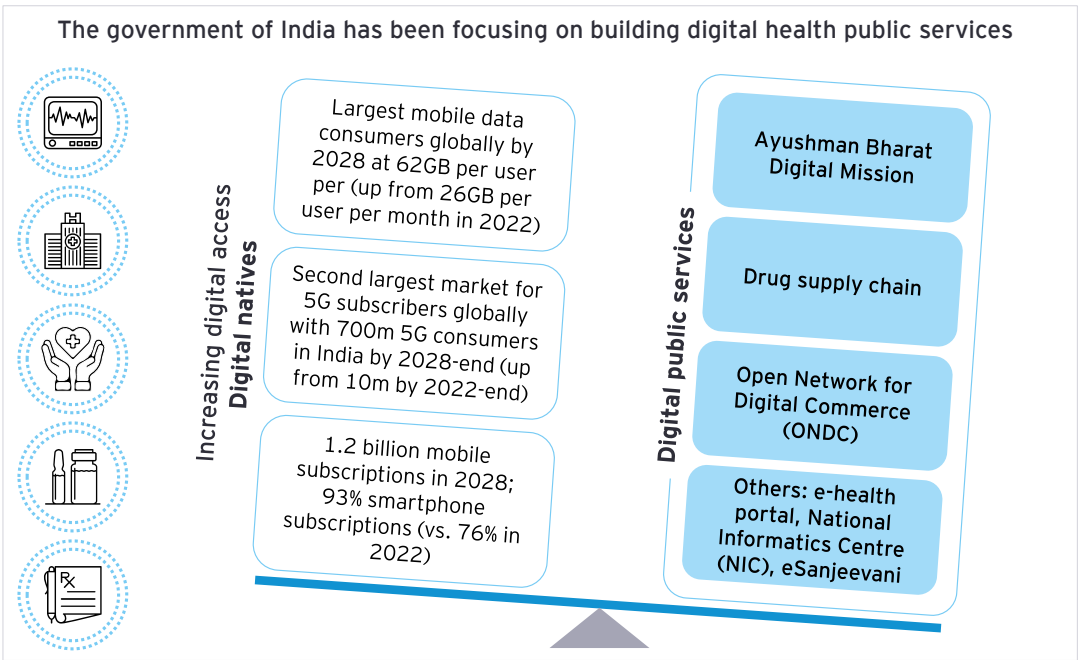 The government of India has been focusing on building digital health public services
Increasing digital access
Digital natives
Largest mobile data
consumers globally by
2028 at 62GB per user
per (up from 26GB per
user per month in 2022)
Second largest market for
5G subscribers globally
with 700m 5G consumers
in India by 2028-end (up
from 10m by 2022-end)
1.2 billion mobile
subscriptions in 2028;
93% smartphone
subscriptions (vs. 76% in
2022)
Digital public services
Ayushman Bharat
Digital Mission
Drug supply chain
Open Network for
Digital Commerce
(ONDC)
Others: e-health
portal, National
Informatics Centre
(NIC), eSanjeevani
Rx